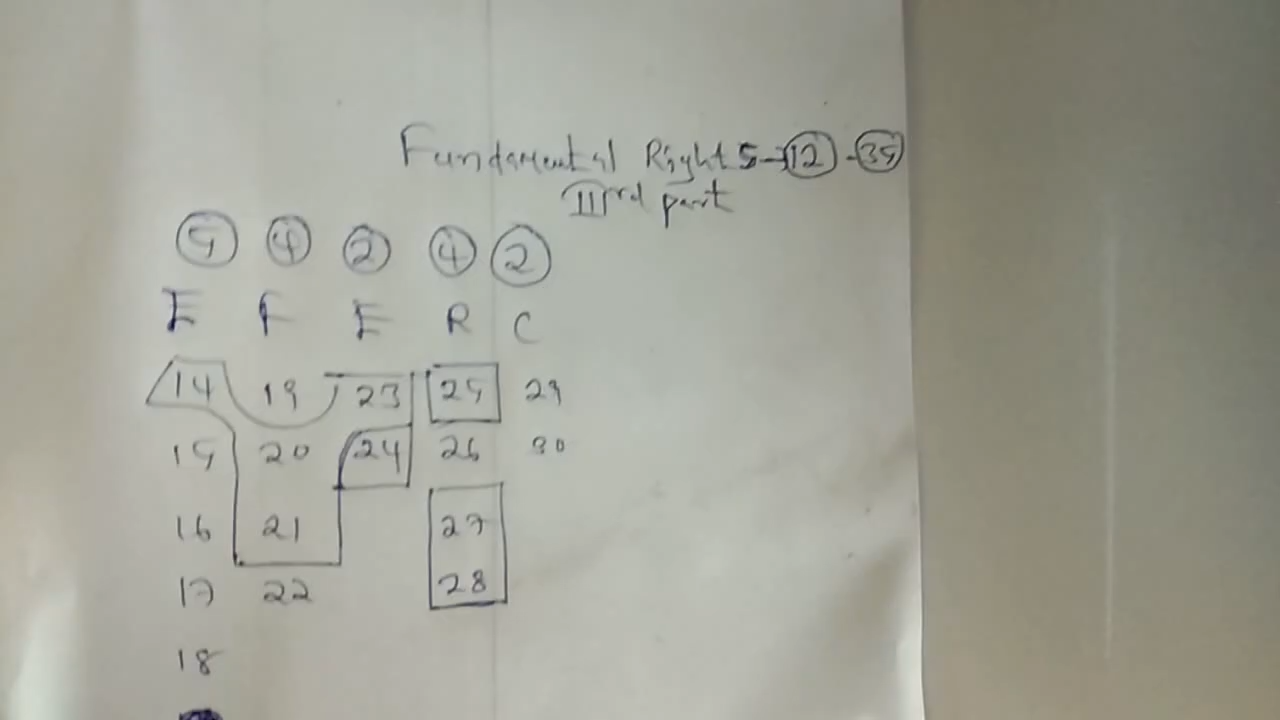 Fundamental Rights → 12 - 35
IIIrd part
5 4 2 4 2
E F E R C
14 19 23 25 29
15 20 24 26 30
16 21 27
17 22 28
18